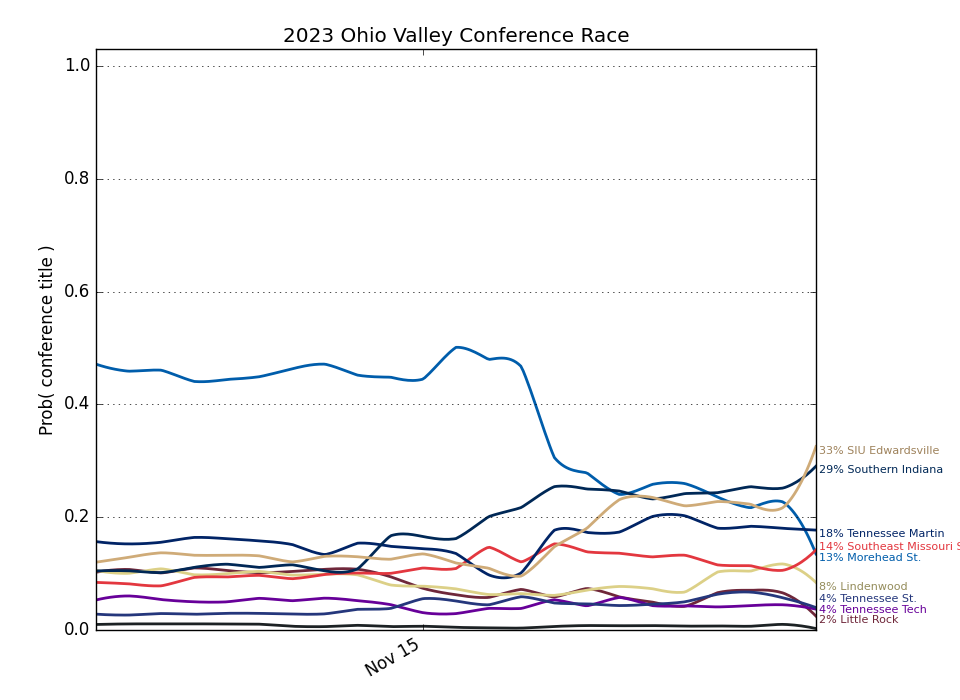 2023 Ohio Valley Conference Race
1.0
0.8
0.6
0.4
0.2
0.0
Prob( conference title )
Nov 15
33% SIU Edwardsville
29% Southern Indiana
18% Tennessee Martin
14% Southeast Missouri S
13% Morehead St.
8% Lindenwood
4% Tennessee St.
4% Tennessee Tech
2% Little Rock